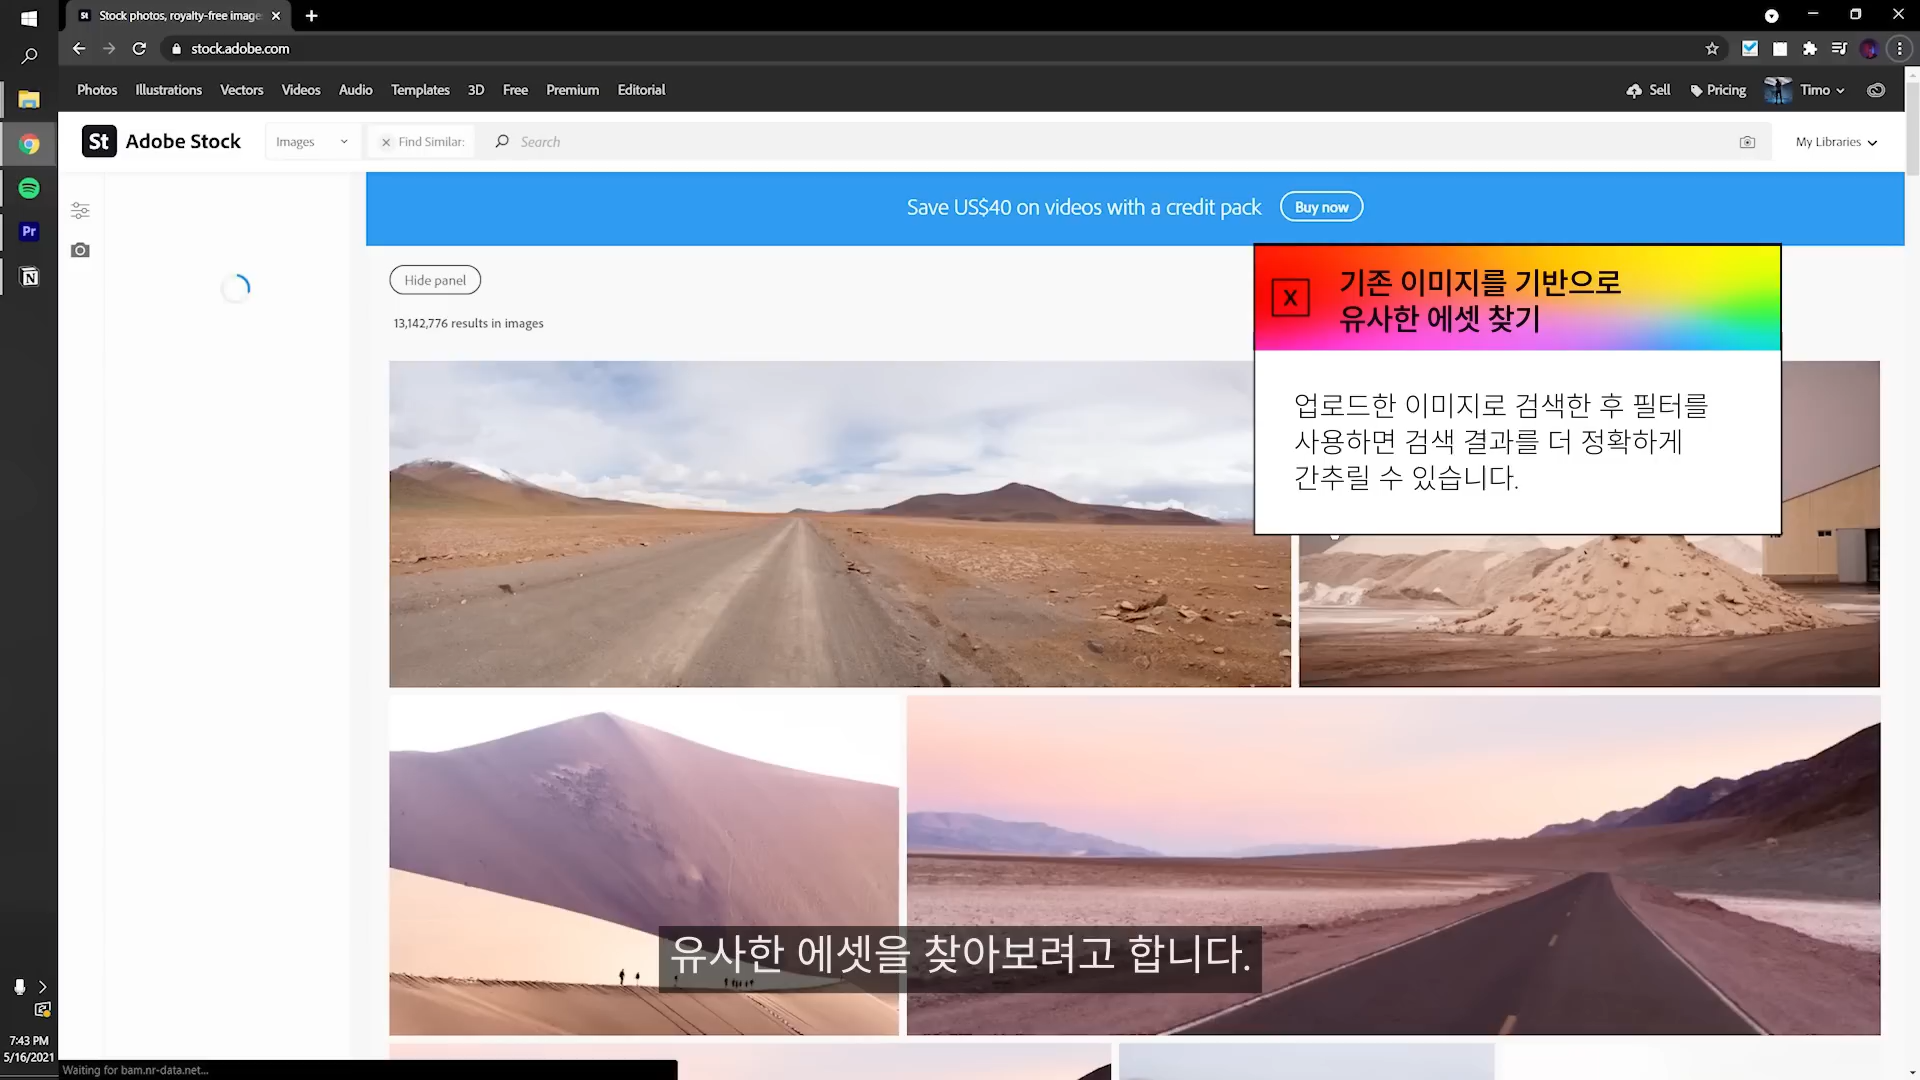 St Stock photos, royalty-free image
stock.adobe.com
Photos Illustrations Vectors Videos Audio Templates 3D Free Premium Editorial Sell Pricing Timo
St Adobe Stock Images Find Similar: Search My Libraries
Save US$40 on videos with a credit pack Buy now
Hide panel
13,142,776 results in images
X
기존 이미지를 기반으로
유사한 에셋 찾기
업로드한 이미지로 검색한 후 필터를
사용하면 검색 결과를 더 정확하게
간추릴 수 있습니다.
Pr
유사한 에셋을 찾아보려고 합니다.
7:43 PM
5/16/2021
Waiting for bam.nr-data.net...